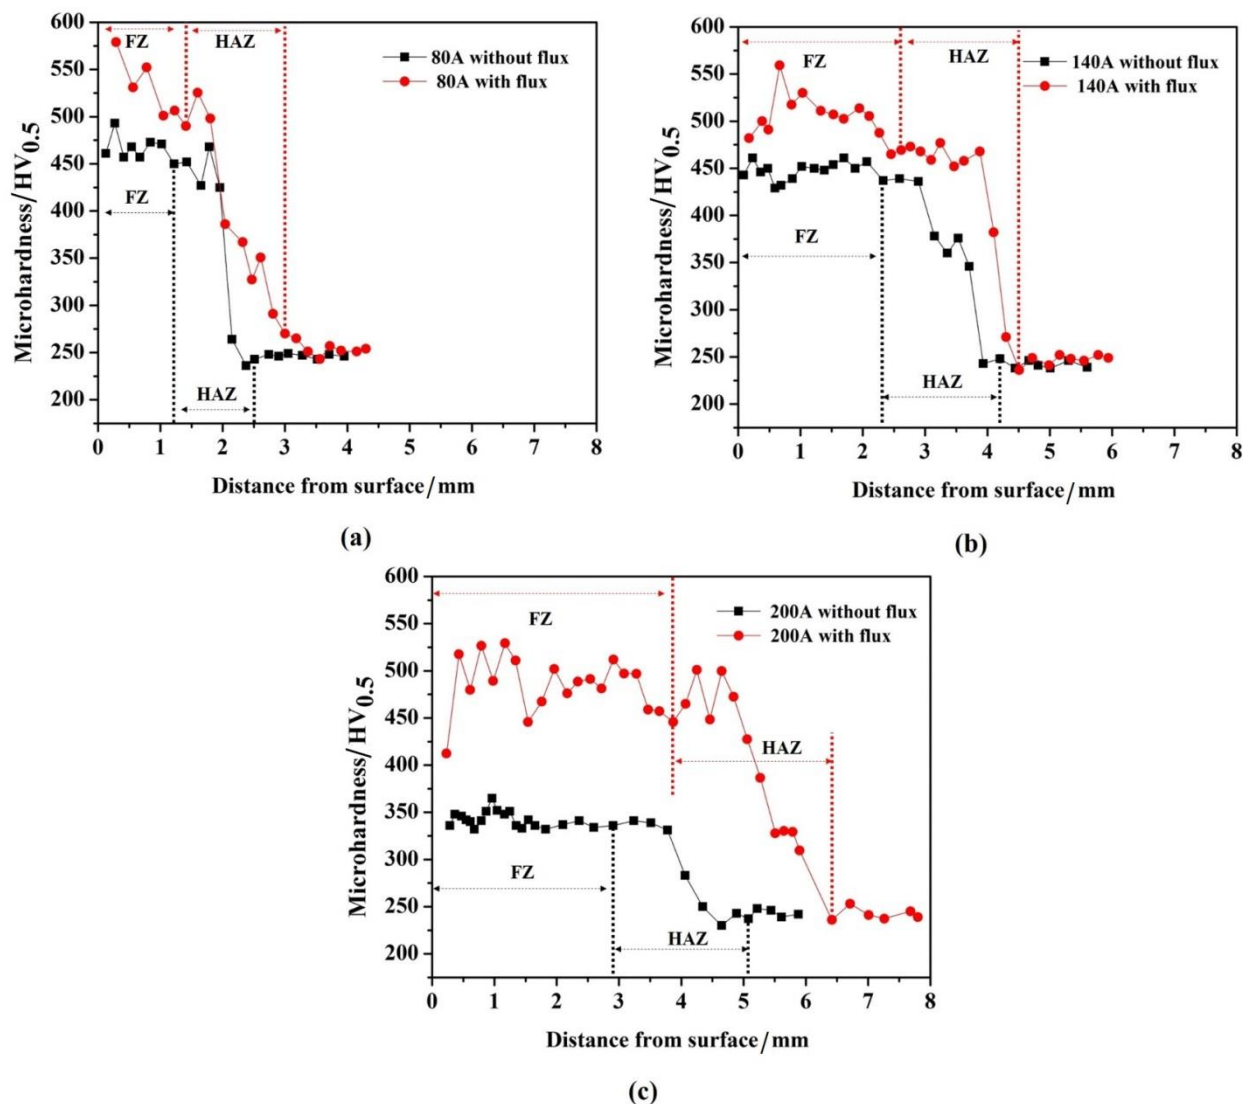 600
550
500
450
400
350
300
250
200
Microhardness/HV0.5
FZ
HAZ
80A without flux
80A with flux
FZ
HAZ
0 1 2 3 4 5 6 7 8
Distance from surface/mm
(a)
600
550
500
450
400
350
300
250
200
Microhardness/HV0.5
FZ
HAZ
140A without flux
140A with flux
FZ
HAZ
0 1 2 3 4 5 6 7 8
Distance from surface/mm
(b)
600
550
500
450
400
350
300
250
200
Microhardness/HV0.5
FZ
200A without flux
200A with flux
HAZ
FZ
HAZ
0 1 2 3 4 5 6 7 8
Distance from surface/mm
(c)